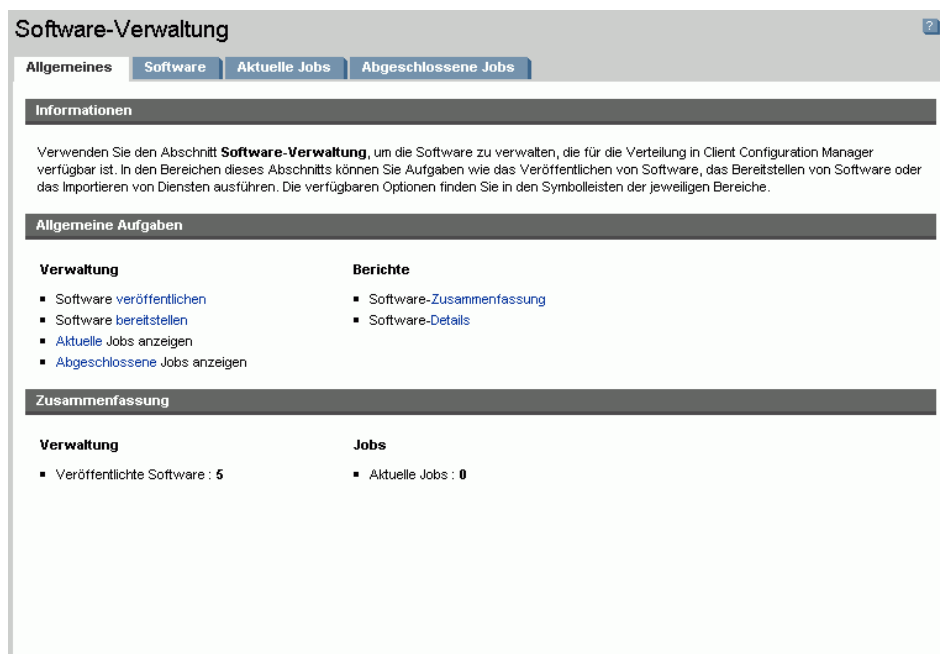 Software-Verwaltung
?
Allgemeines Software Aktuelle Jobs Abgeschlossene Jobs
Informationen
Verwenden Sie den Abschnitt Software-Verwaltung, um die Software zu verwalten, die für die Verteilung in Client Configuration Manager
verfügbar ist. In den Bereichen dieses Abschnitts können Sie Aufgaben wie das Veröffentlichen von Software, das Bereitstellen von Software oder
das Importieren von Diensten ausführen. Die verfügbaren Optionen finden Sie in den Symbolleisten der jeweiligen Bereiche.
Allgemeine Aufgaben
Verwaltung
Software veröffentlichen
Software bereitstellen
Aktuelle Jobs anzeigen
Abgeschlossene Jobs anzeigen
Berichte
Software-Zusammenfassung
Software-Details
Zusammenfassung
Verwaltung
Veröffentlichte Software : 5
Jobs
Aktuelle Jobs : 0